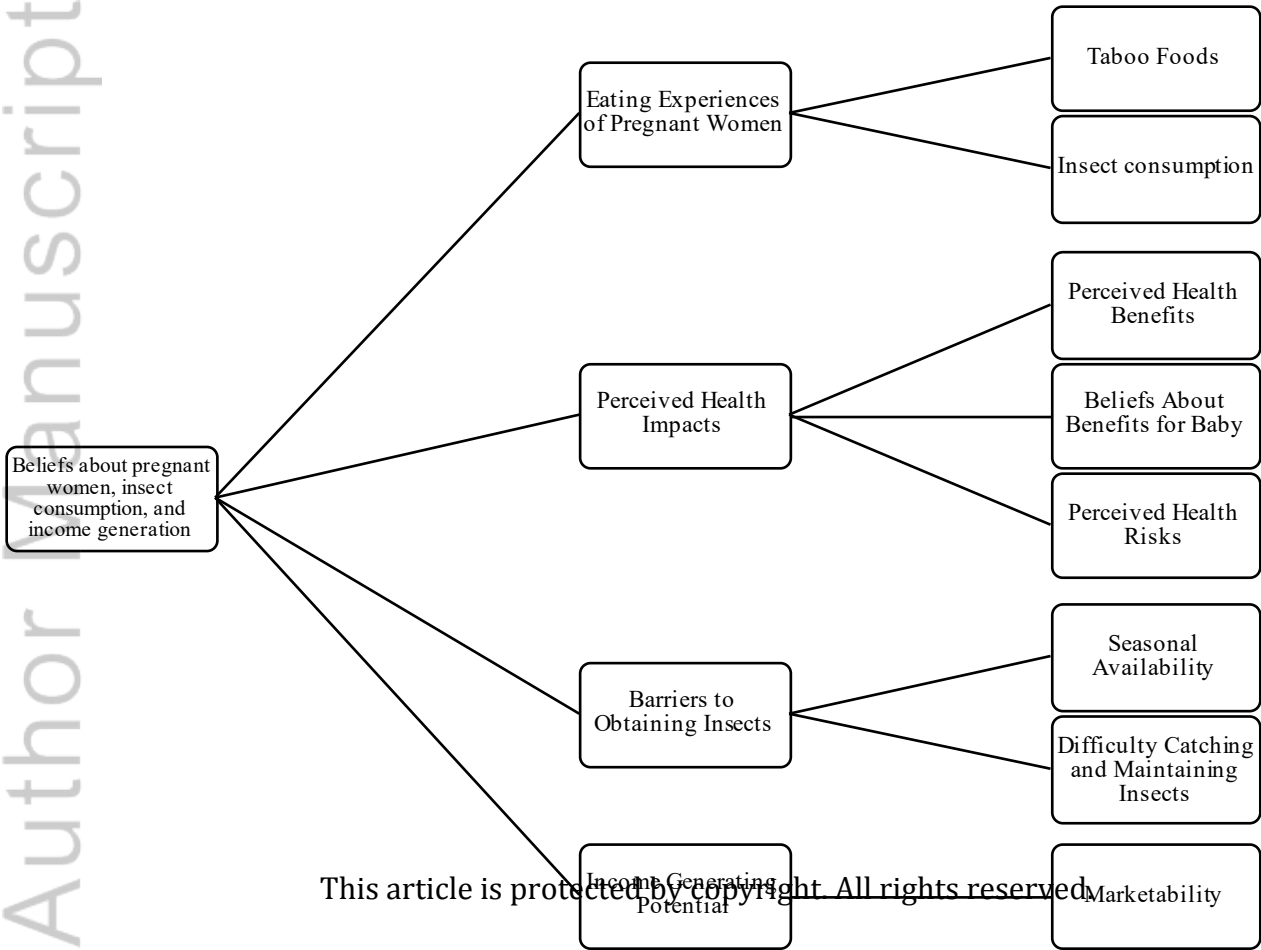 Author Manuscript
Beliefs about pregnant
women, insect
consumption, and
income generation
Eating Experiences
of Pregnant Women
Taboo Foods
Insect consumption
Perceived Health
Impacts
Perceived Health
Benefits
Beliefs About
Benefits for Baby
Perceived Health
Risks
Barriers to
Obtaining Insects
Seasonal
Availability
Difficulty Catching
and Maintaining
Insects
Income Generating
Potential
Marketability
This article is protected by copyright. All rights reserved.